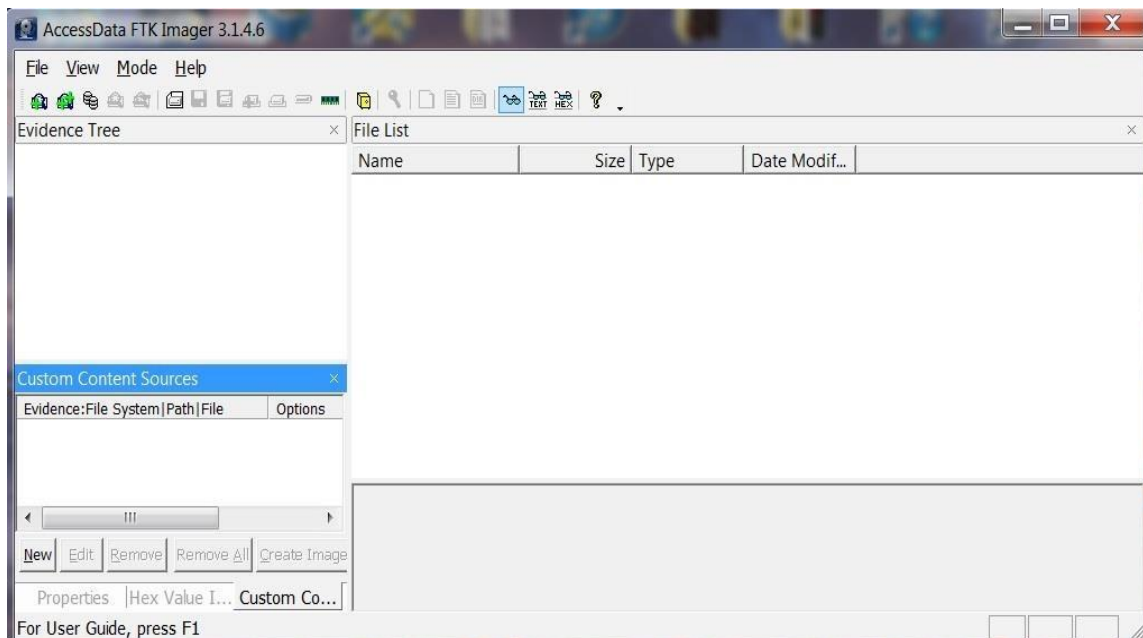 AccessData FTK Imager 3.1.4.6
X
File View Mode Help
TEXT HEX ?
Evidence Tree ×
File List ×
Name Size Type Date Modif...
Custom Content Sources ×
Evidence:File System|Path|File Options
New Edit Remove Remove All Create Image
Properties Hex Value I... Custom Co...
For User Guide, press F1